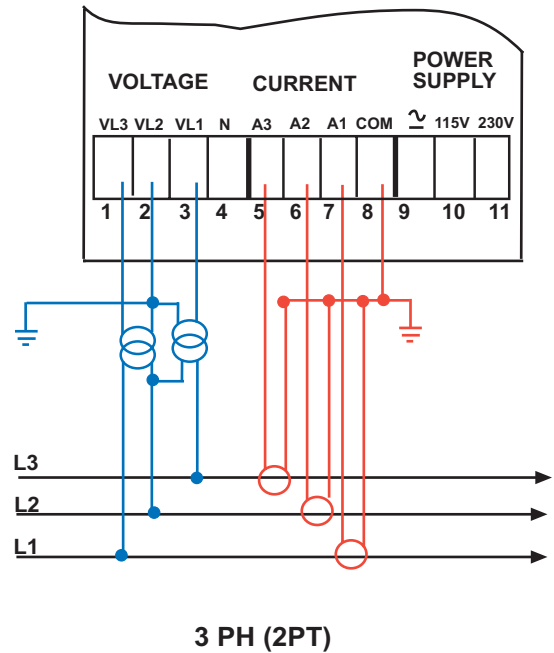 VOLTAGE CURRENT POWER SUPPLY
VL3 VL2 VL1 N A3 A2 A1 COM ≃ 115V 230V
1 2 3 4 5 6 7 8 9 10 11
L3
L2
L1
3 PH (2PT)